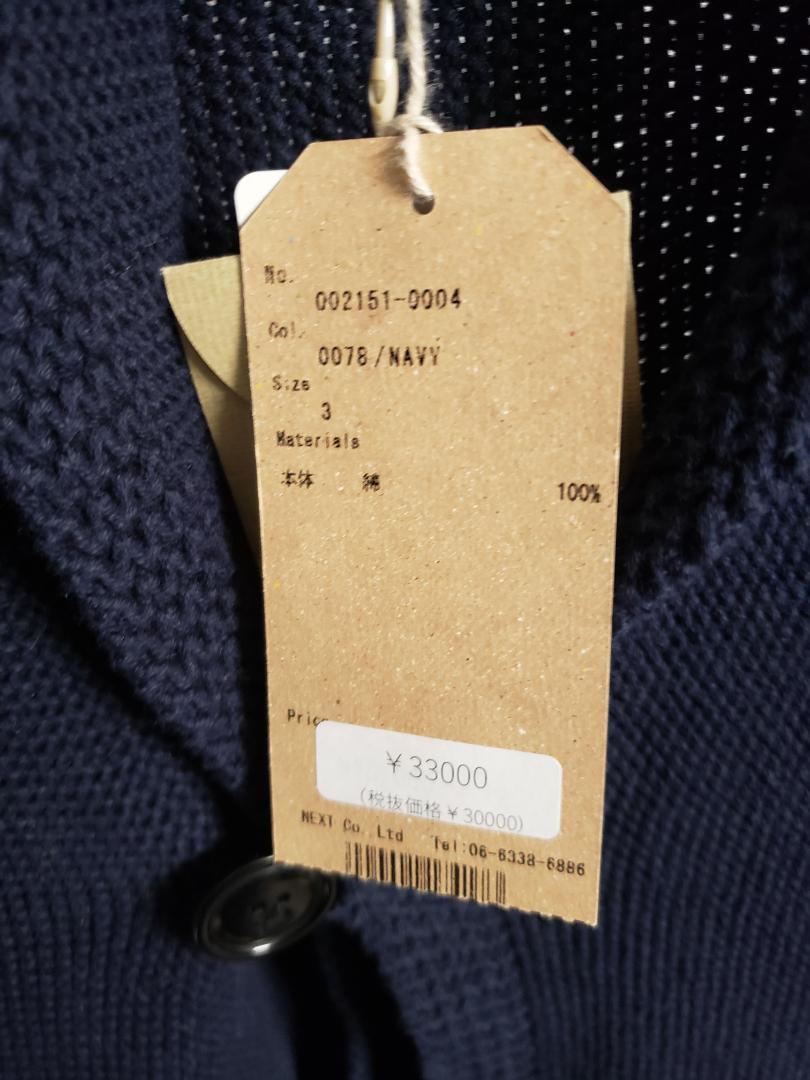 No.
002151-0004
Col.
0078/NAVY
Size
3
Materials
本体 綿 100%
Price
￥33000
(税抜価格￥30000)
NEXT Co. Ltd Tel:06-6338-6886